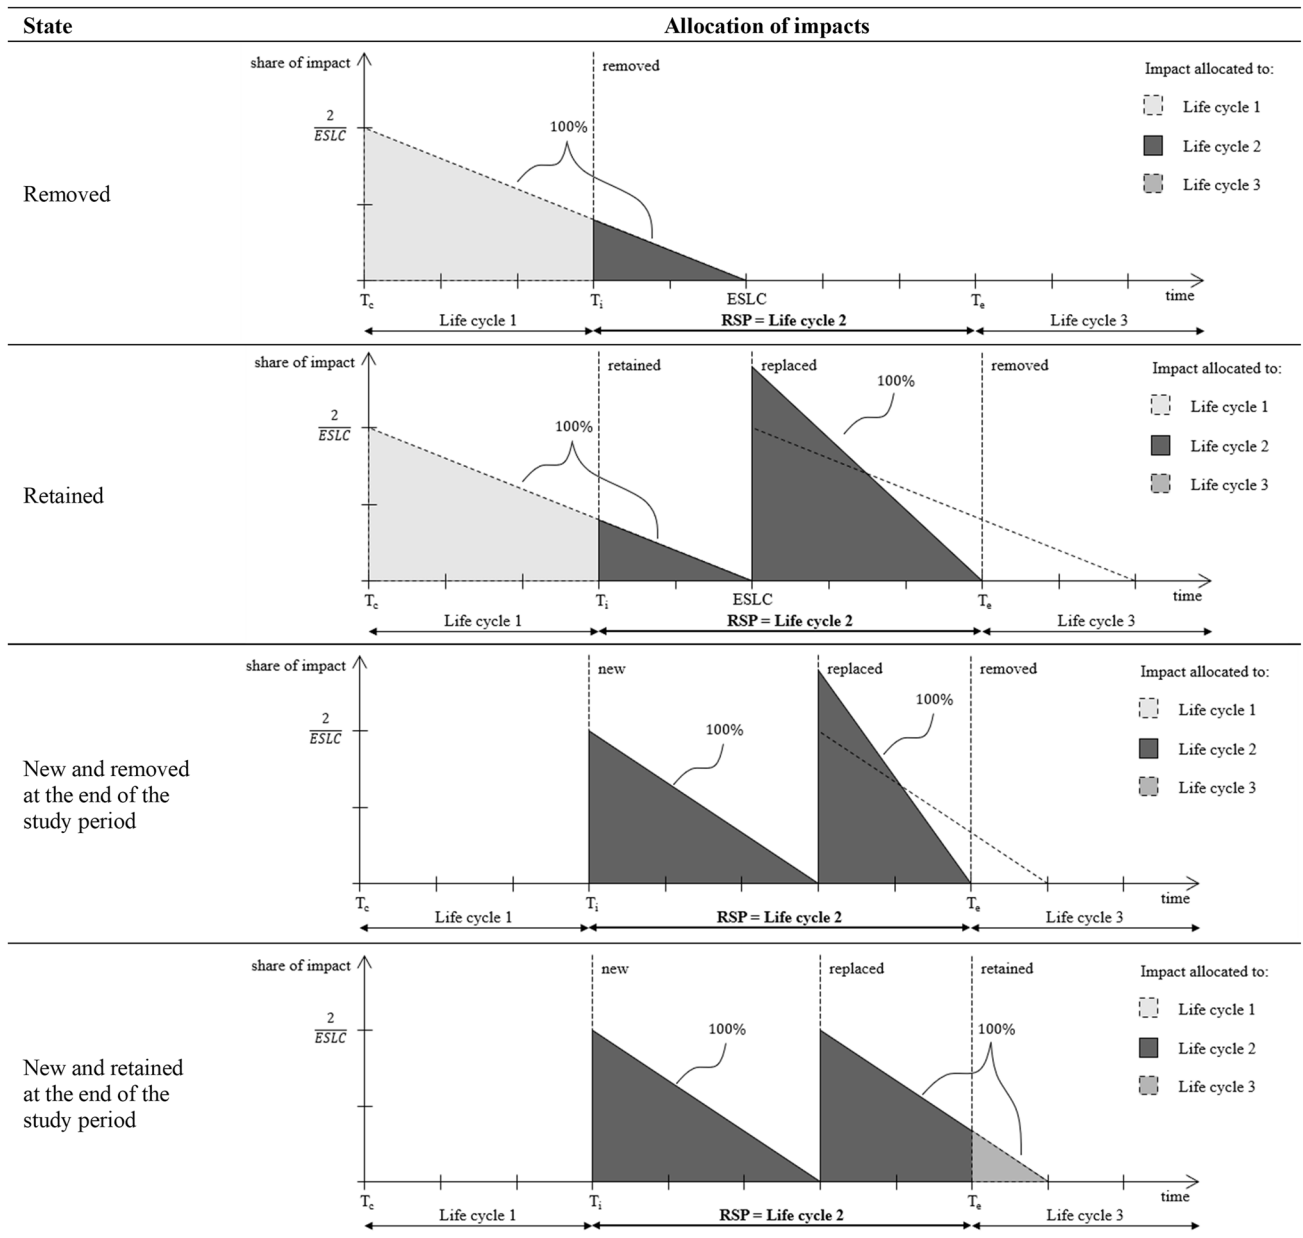 State
Allocation of impacts
Removed
share of impact
removed
Impact allocated to:
2
ESLC
100%
Life cycle 1
Life cycle 2
Life cycle 3
Tc
Ti
ESLC
Te
time
Life cycle 1
RSP = Life cycle 2
Life cycle 3
Retained
share of impact
retained
replaced
removed
Impact allocated to:
2
ESLC
100%
100%
Life cycle 1
Life cycle 2
Life cycle 3
Tc
Ti
ESLC
Te
time
Life cycle 1
RSP = Life cycle 2
Life cycle 3
New and removed
at the end of the
study period
share of impact
new
replaced
removed
Impact allocated to:
2
ESLC
100%
100%
Life cycle 1
Life cycle 2
Life cycle 3
Tc
Ti
Te
time
Life cycle 1
RSP = Life cycle 2
Life cycle 3
New and retained
at the end of the
study period
share of impact
new
replaced
retained
Impact allocated to:
2
ESLC
100%
100%
Life cycle 1
Life cycle 2
Life cycle 3
Tc
Ti
Te
time
Life cycle 1
RSP = Life cycle 2
Life cycle 3